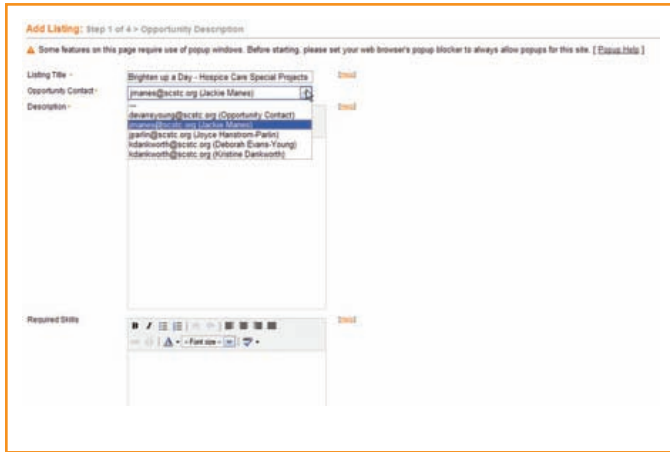 Add Listing: Step 1 of 4 > Opportunity Description
Some features on this page require use of popup windows. Before starting, please set your web browser's popup blocker to always allow popups for this site. [ Popup Help ]
Listing Title
Brighten up a Day - Hospice Care Special Projects
Opportunity Contact
jmanes@scstc.org (Jackie Manes)
---
devansyoung@scstc.org (Opportunity Contact)
jmanes@scstc.org (Jackie Manes)
jparlin@scstc.org (Joyce Hanstrom-Parlin)
kdankworth@scstc.org (Deborah Evans-Young)
kdankworth@scstc.org (Kristine Dankworth)
Description
Required Skills
B I
A - Font size -